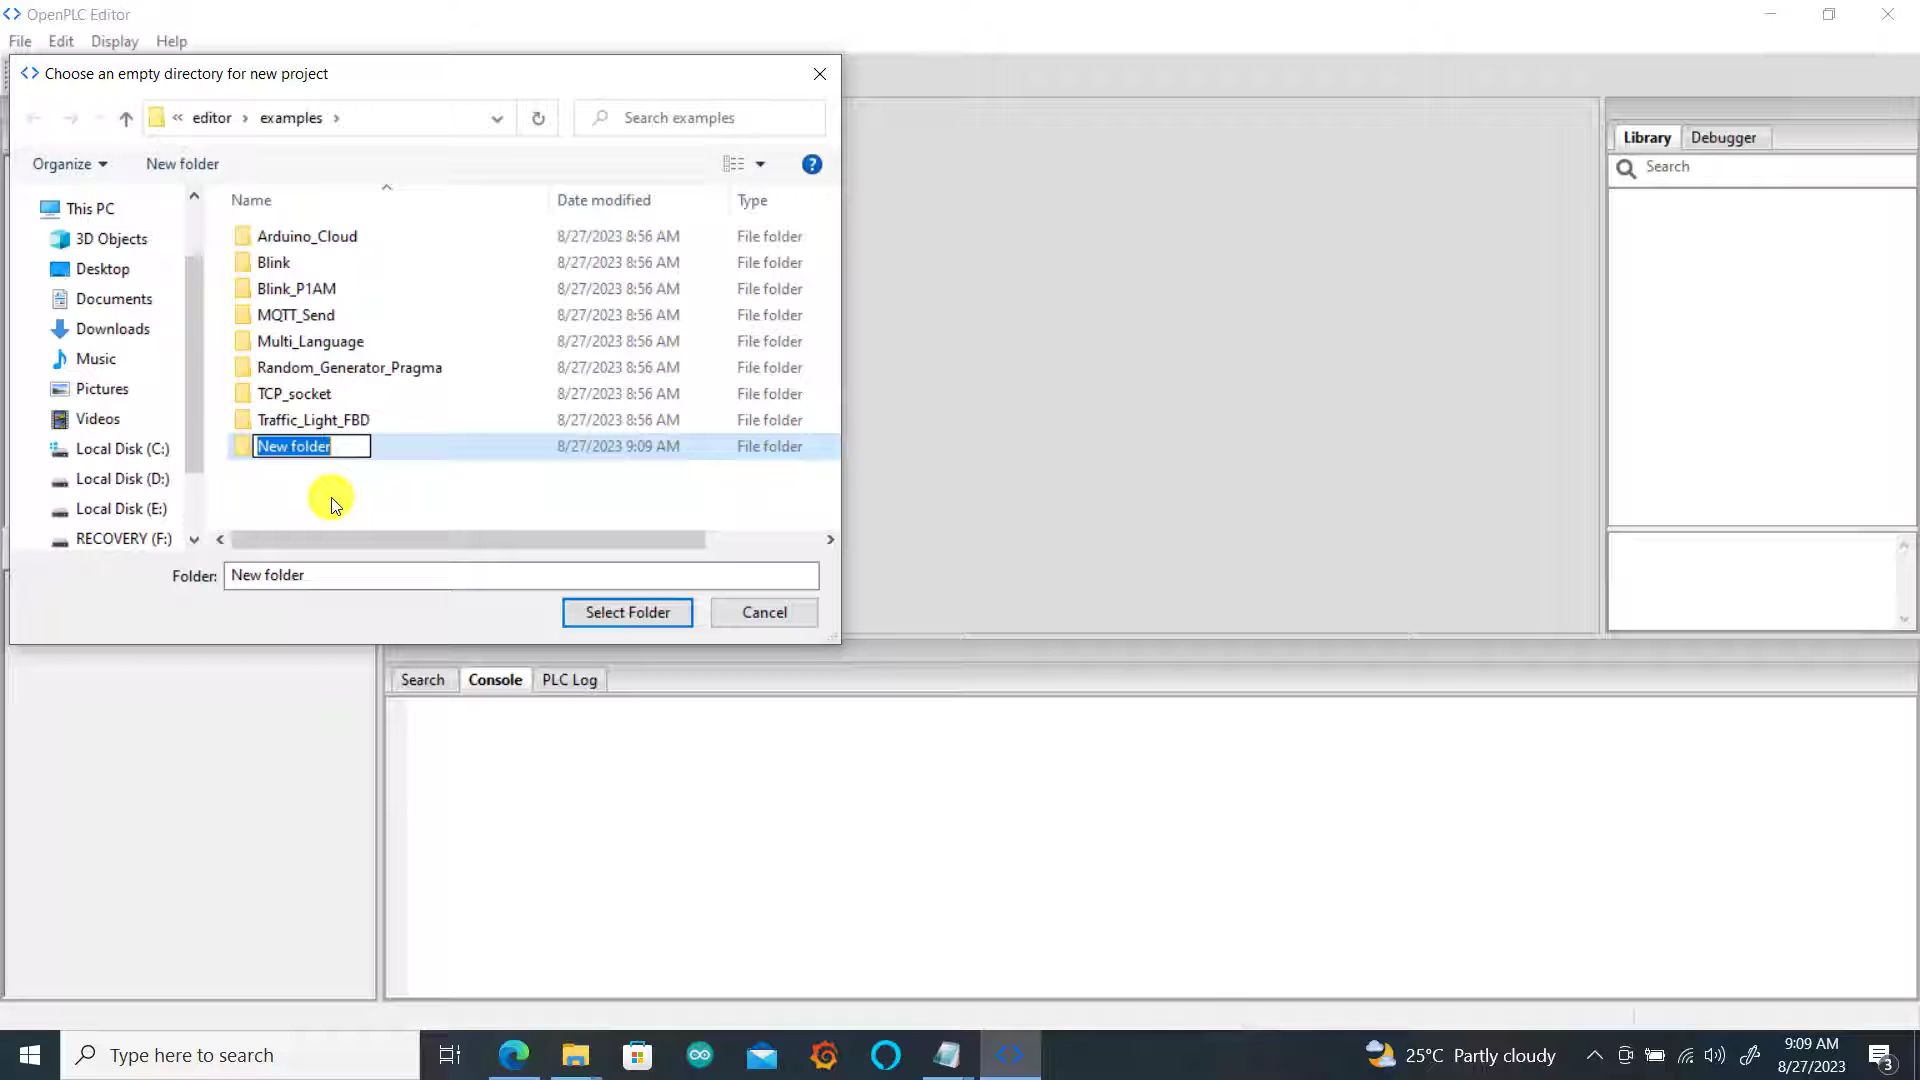 OpenPLC Editor
File Edit Display Help
Choose an empty directory for new project
« editor › examples ›
Search examples
Organize
New folder
Name Date modified Type
This PC
3D Objects
Desktop
Documents
Downloads
Music
Pictures
Videos
Local Disk (C:)
Local Disk (D:)
Local Disk (E:)
RECOVERY (F:)
Arduino_Cloud 8/27/2023 8:56 AM File folder
Blink 8/27/2023 8:56 AM File folder
Blink_P1AM 8/27/2023 8:56 AM File folder
MQTT_Send 8/27/2023 8:56 AM File folder
Multi_Language 8/27/2023 8:56 AM File folder
Random_Generator_Pragma 8/27/2023 8:56 AM File folder
TCP_socket 8/27/2023 8:56 AM File folder
Traffic_Light_FBD 8/27/2023 8:56 AM File folder
New folder 8/27/2023 9:09 AM File folder
Folder: New folder
Select Folder Cancel
Library Debugger
Search
Search Console PLC Log
Type here to search
25°C Partly cloudy
9:09 AM
8/27/2023
3